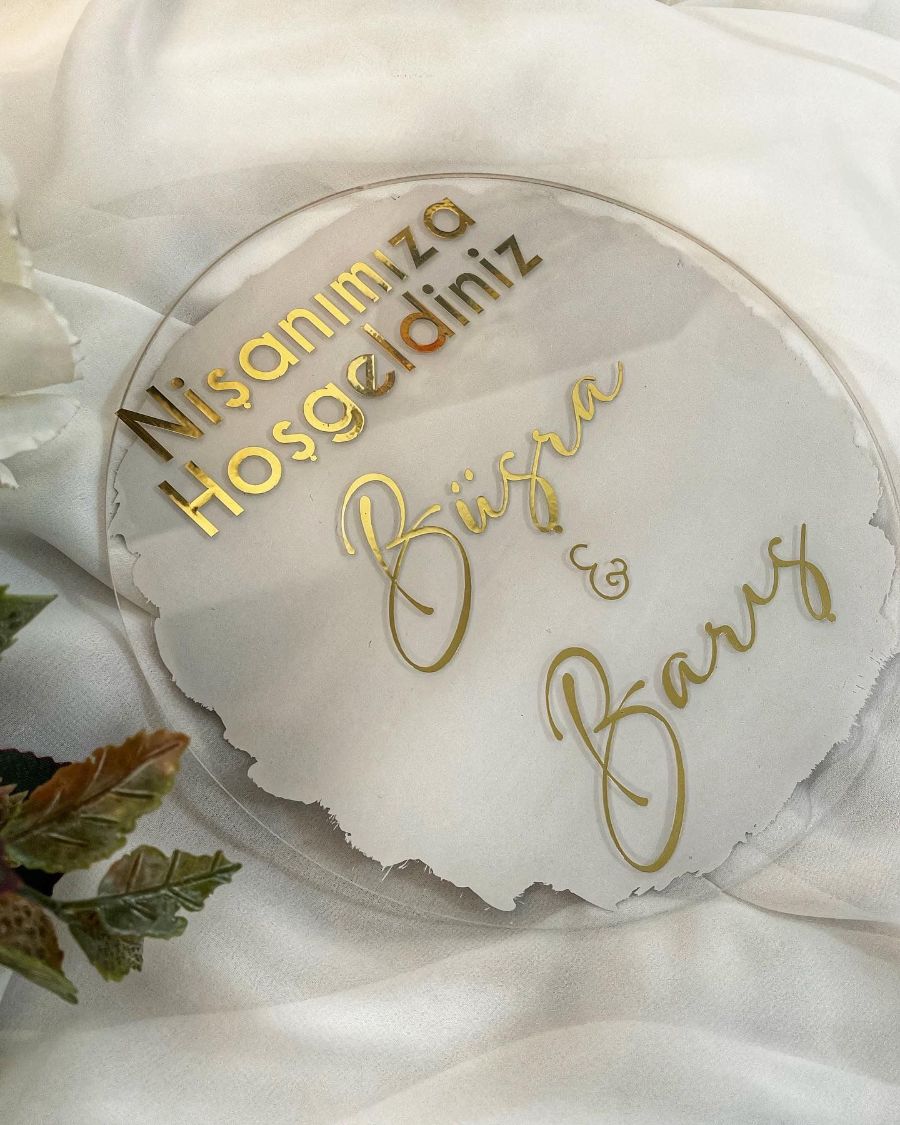 Nişanımıza
Hoşgeldiniz
Büşra
&
Barış